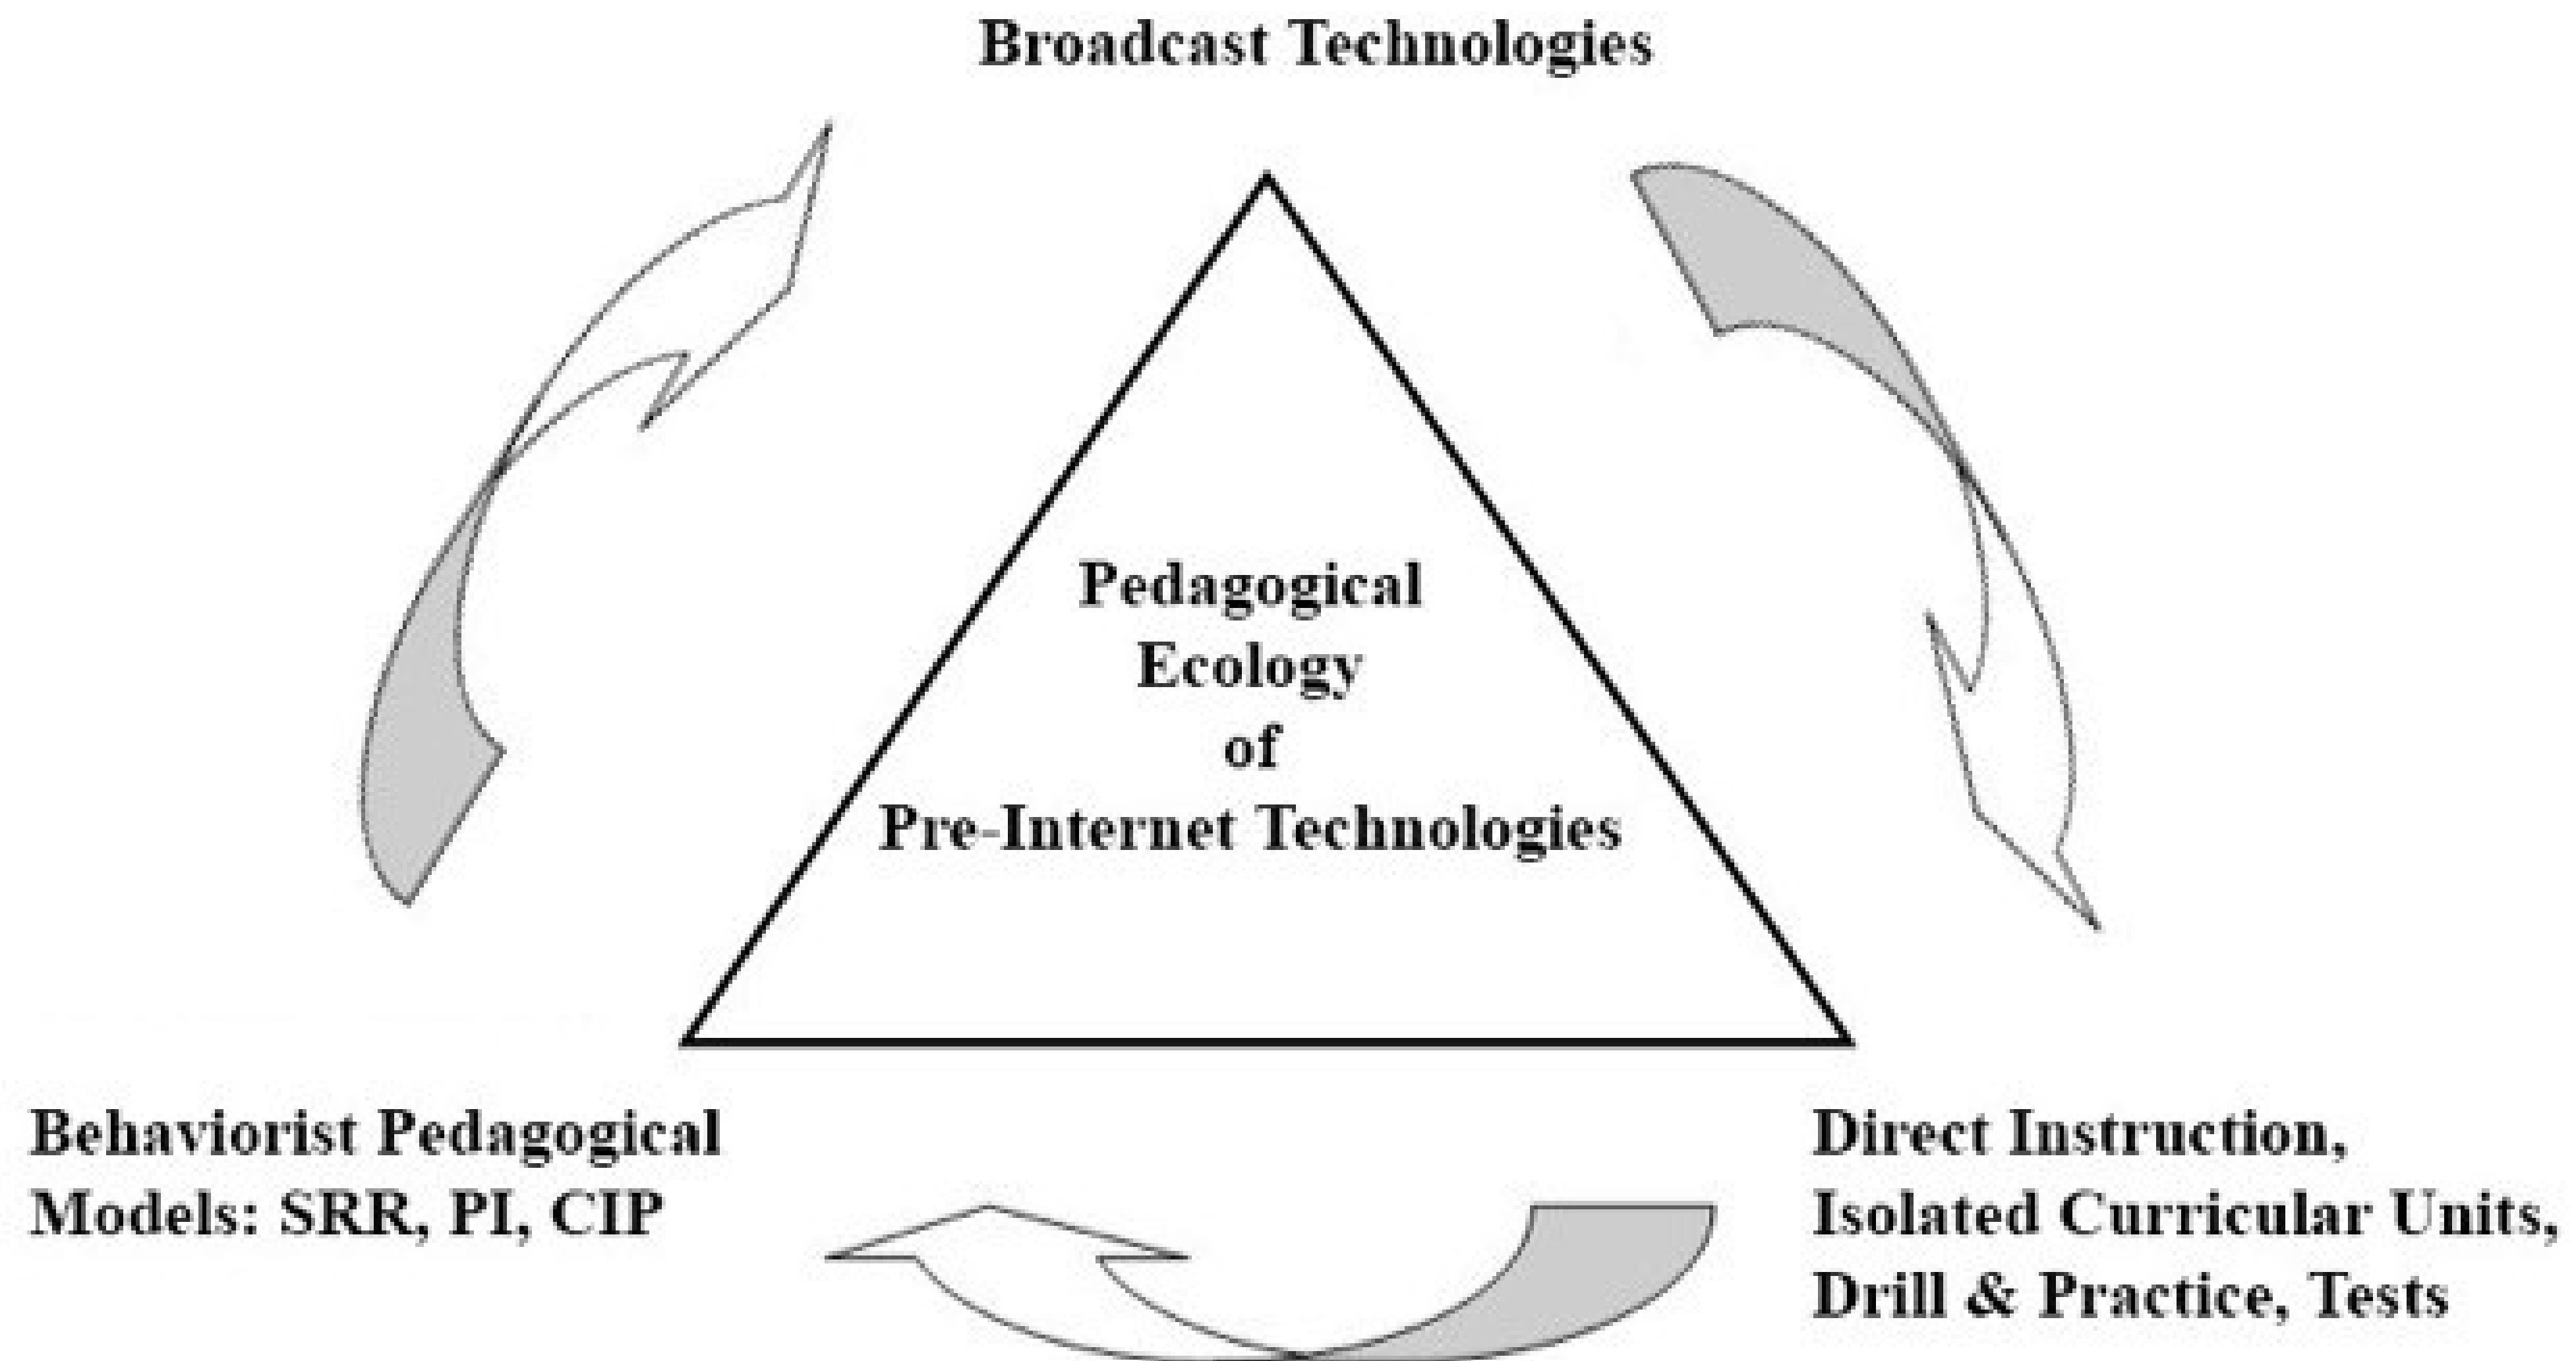 Broadcast Technologies
Pedagogical
Ecology
of
Pre-Internet Technologies
Behaviorist Pedagogical
Models: SRR, PI, CIP
Direct Instruction,
Isolated Curricular Units,
Drill & Practice, Tests